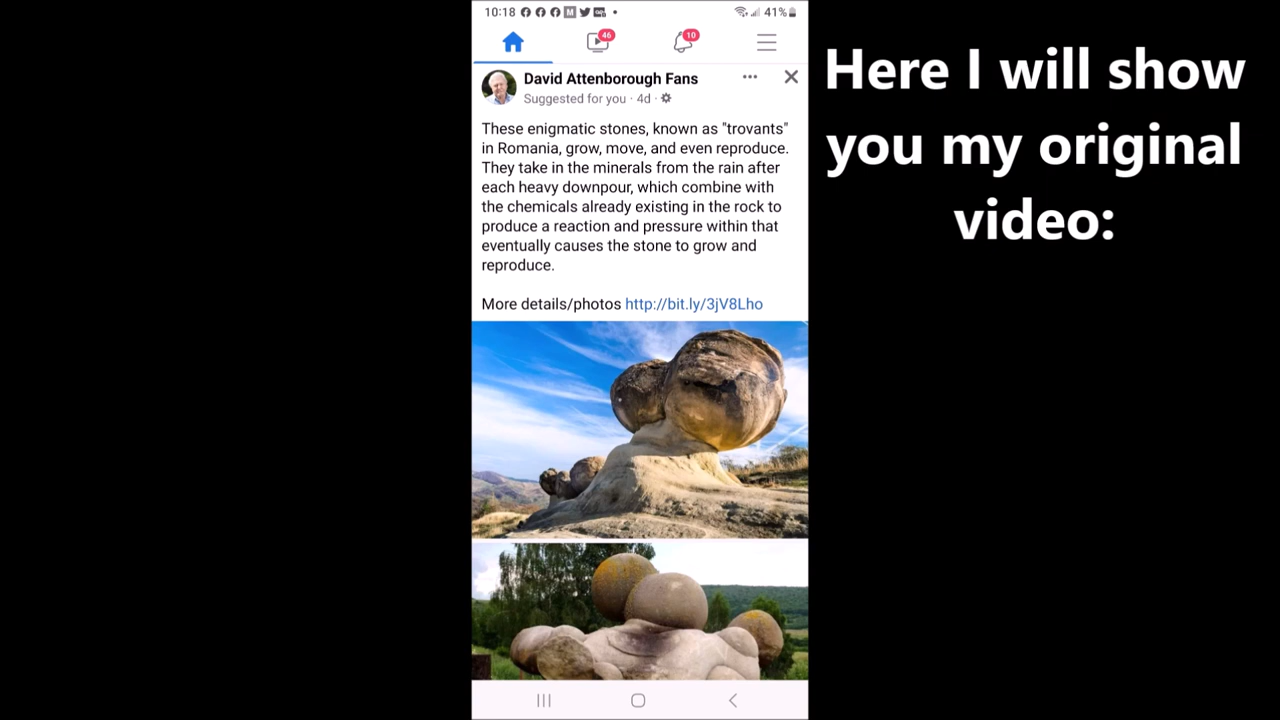 10:18
41%
46
10
David Attenborough Fans
Suggested for you · 4d ·
These enigmatic stones, known as "trovants"
in Romania, grow, move, and even reproduce.
They take in the minerals from the rain after
each heavy downpour, which combine with
the chemicals already existing in the rock to
produce a reaction and pressure within that
eventually causes the stone to grow and
reproduce.
More details/photos http://bit.ly/3jV8Lho
Here I will show
you my original
video: